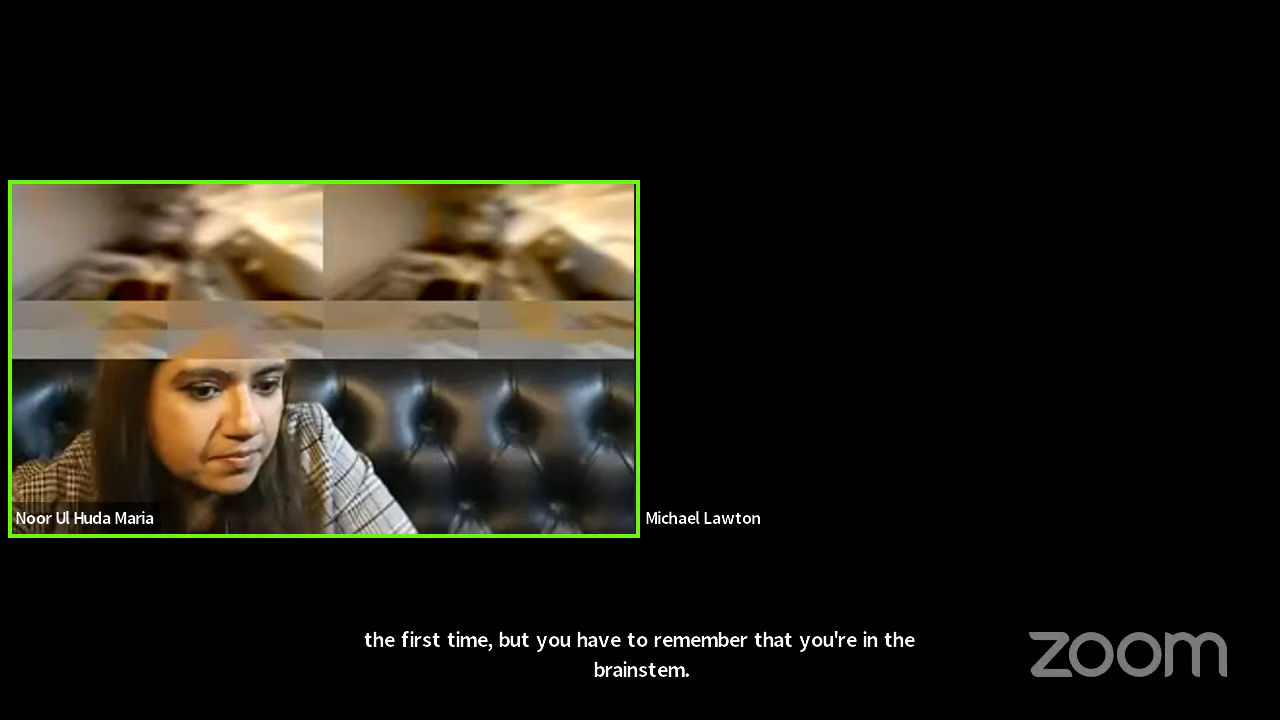 Noor Ul Huda Maria
Michael Lawton
the first time, but you have to remember that you're in the
brainstem.
zoom